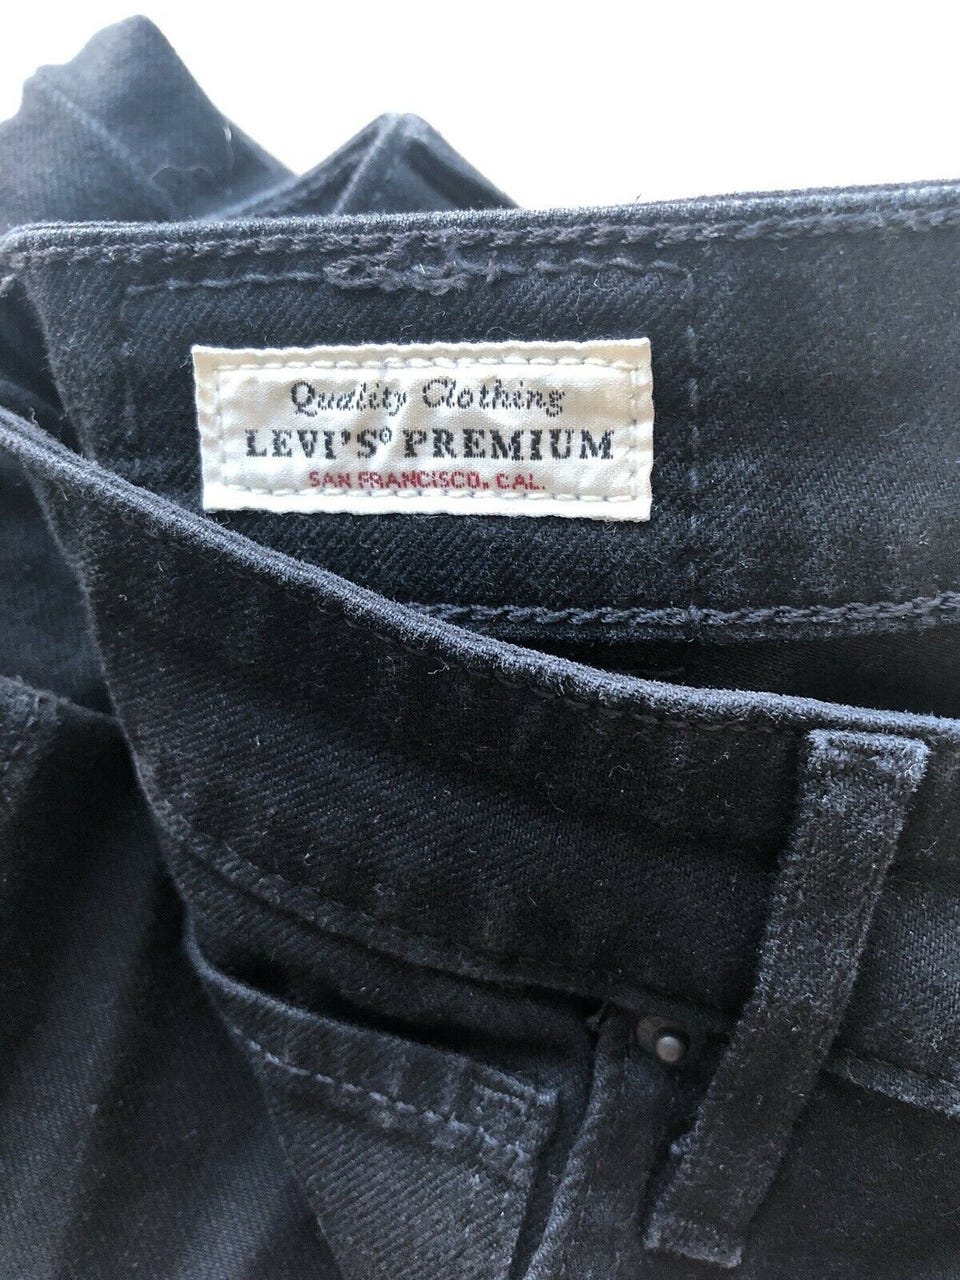 Quality Clothing
LEVI'S® PREMIUM
SAN FRANCISCO, CAL.